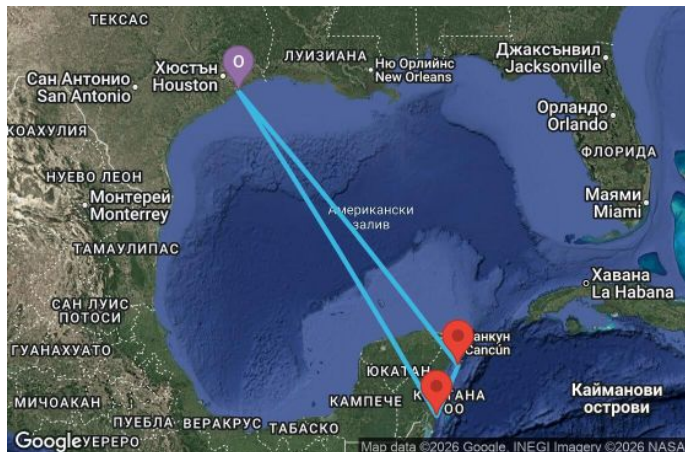 ТЕКСАС
ЛУИЗИАНА
Джаксънвил
Jacksonville
Ню Орлийнс
New Orleans
Хюстън
Houston
O
Сан Антонио
San Antonio
Орландо
Orlando
КОАХУИЛА
ФЛОРИДА
НУЕВО ЛЕОН
Монтерей
Monterrey
Маями
Miami
Американски
залив
ТАМАУЛИПАС
Хавана
La Habana
САН ЛУИС
ПОТОСИ
Cancún
ГУАНАХУАТО
ЮКАТАН
Кайманови
острови
МИЧОАКАН
КАМПЕЧЕ
ПУЕБЛА
ВЕРАКРУС
ТАБАСКО
Google
Map data ©2026 Google, INEGI Imagery ©2026 NASA